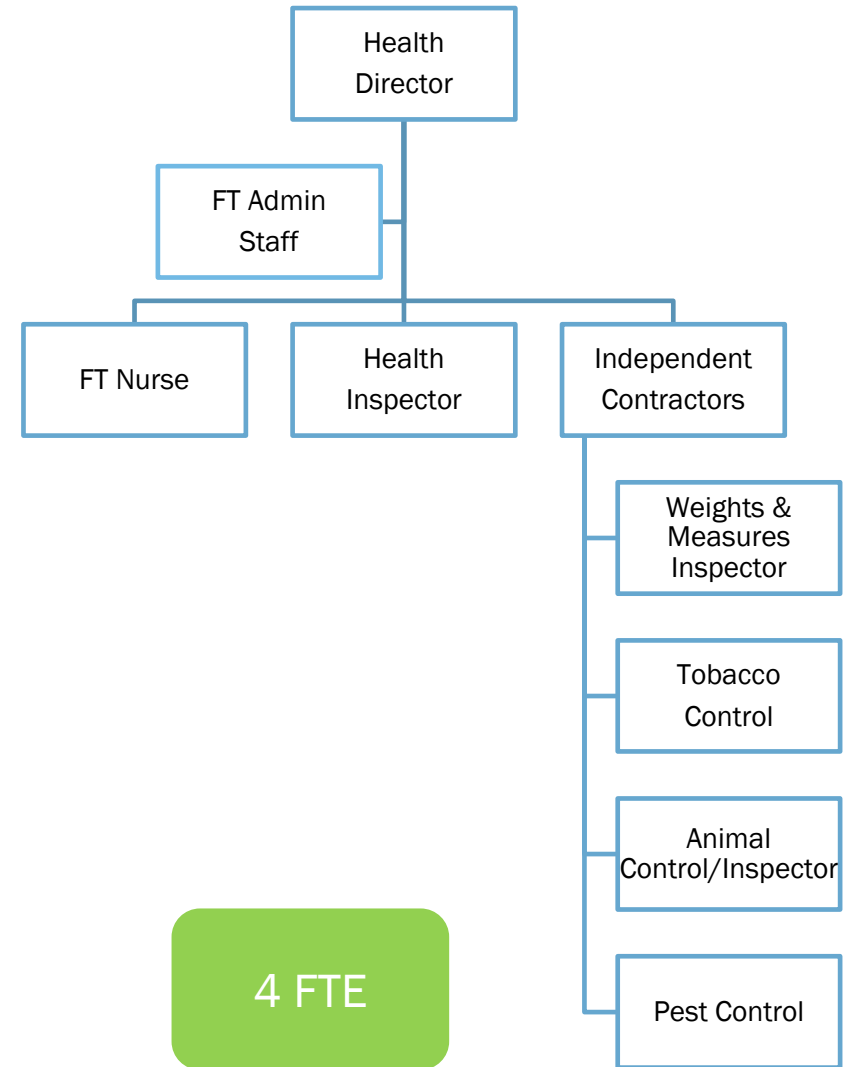 Health
Director
FT Admin
Staff
FT Nurse
Health
Inspector
Independent
Contractors
Weights &
Measures
Inspector
Tobacco
Control
Animal
Control/Inspector
Pest Control
4 FTE